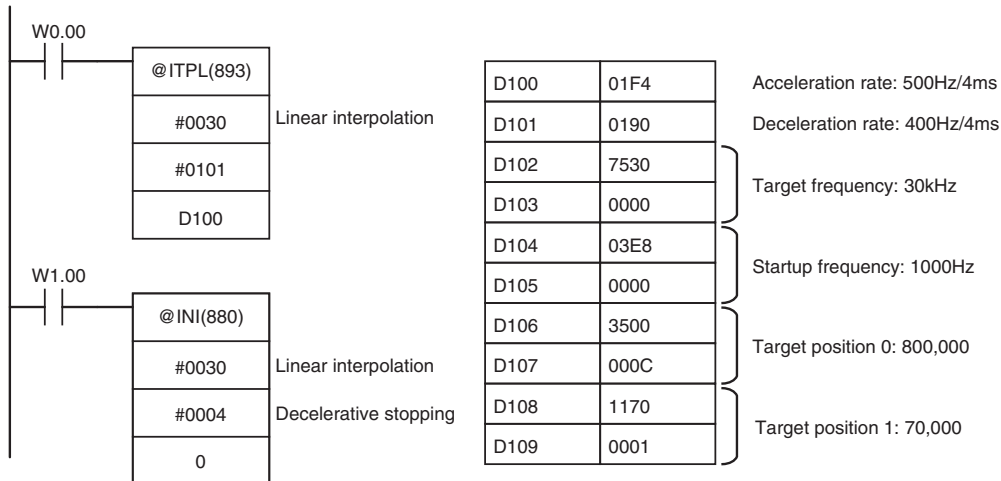 W0.00
@ITPL(893)
#0030 Linear interpolation
#0101
D100
W1.00
@INI(880)
#0030 Linear interpolation
#0004 Decelerative stopping
0
D100 01F4 Acceleration rate: 500Hz/4ms
D101 0190 Deceleration rate: 400Hz/4ms
D102 7530
Target frequency: 30kHz
D103 0000
D104 03E8
Startup frequency: 1000Hz
D105 0000
D106 3500
Target position 0: 800,000
D107 000C
D108 1170
Target position 1: 70,000
D109 0001